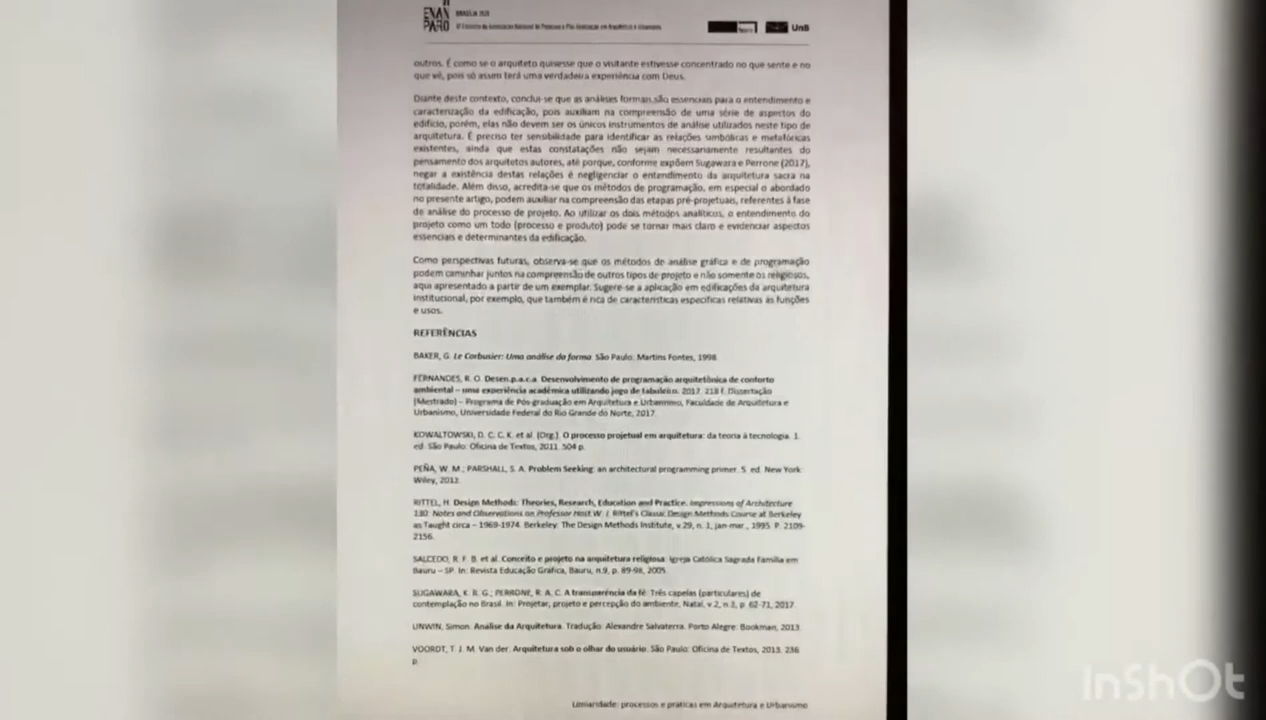 ENAN
PARQ
BRASÍLIA 2020
UnB
outros. É como se o arquiteto quisesse que o visitante estivesse concentrado no que sente e no
que vê, pois só assim terá uma verdadeira experiência com Deus.
Diante deste contexto, conclui-se que as análises formais são essenciais para o entendimento e
caracterização da edificação, pois auxiliam na compreensão de uma série de aspectos do
edifício, porém, elas não devem ser os únicos instrumentos de análise utilizados neste tipo de
arquitetura. É preciso ter sensibilidade para identificar as relações simbólicas e metafóricas
existentes, ainda que estas constatações não sejam necessariamente resultantes do
pensamento dos arquitetos autores, até porque, conforme expõem Sugawara e Perrone (2017),
negar a existência destas relações é negligenciar o entendimento da arquitetura sacra na
totalidade. Além disso, acredita-se que os métodos de programação, em especial o abordado
no presente artigo, podem auxiliar na compreensão das etapas pré-projetuais, referentes à fase
de análise do processo de projeto. Ao utilizar os dois métodos analíticos, o entendimento do
projeto como um todo (processo e produto) pode se tornar mais claro e evidenciar aspectos
essenciais e determinantes da edificação.
Como perspectivas futuras, observa-se que os métodos de análise gráfica e de programação
podem caminhar juntos na compreensão de outros tipos de projeto e não somente os religiosos,
aqui apresentado a partir de um exemplar. Sugere-se a aplicação em edificações da arquitetura
institucional, por exemplo, que também é rica de características específicas relativas às funções
e usos.
REFERÊNCIAS
BAKER, G. Le Corbusier: Uma análise da forma. São Paulo: Martins Fontes, 1998.
FERNANDES, R. O. Desen.p.a.c.a. Desenvolvimento de programação arquitetônica de conforto
ambiental – uma experiência acadêmica utilizando jogo de tabuleiro. 2017. 218 f. Dissertação
(Mestrado) – Programa de Pós-graduação em Arquitetura e Urbanismo, Faculdade de Arquitetura e
Urbanismo, Universidade Federal do Rio Grande do Norte, 2017.
KOWALTOWSKI, D. C. C. K. et al. (Org.). O processo projetual em arquitetura: da teoria à tecnologia. 1.
ed. São Paulo: Oficina de Textos, 2011. 504 p.
PEÑA, W. M.; PARSHALL, S. A. Problem Seeking: an architectural programming primer. 5. ed. New York:
Wiley, 2012.
RITTEL, H. Design Methods: Theories, Research, Education and Practice. Impressions of Architecture
130: Notes and Observations on Professor Host W. J. Rittel's Classic Design Methods Course at Berkeley
as Taught circa – 1969-1974. Berkeley: The Design Methods Institute, v.29, n. 1, jan-mar., 1995. P. 2109-
2156.
SALCEDO, R. F. B. et al. Conceito e projeto na arquitetura religiosa: Igreja Católica Sagrada Família em
Bauru – SP. In: Revista Educação Gráfica, Bauru, n.9, p. 89-98, 2005.
SUGAWARA, K. R. G.; PERRONE, R. A. C. A transparência da fé: Três capelas (particulares) de
contemplação no Brasil. In: Projetar, projeto e percepção do ambiente, Natal, v.2, n.2, p. 62-71, 2017.
UNWIN, Simon. Análise da Arquitetura. Tradução: Alexandre Salvaterra. Porto Alegre: Bookman, 2013.
VOORDT, T. J. M. Van der. Arquitetura sob o olhar do usuário. São Paulo: Oficina de Textos, 2013. 236
p.
Limiaridade: processos e práticas em Arquitetura e Urbanismo
InShOt